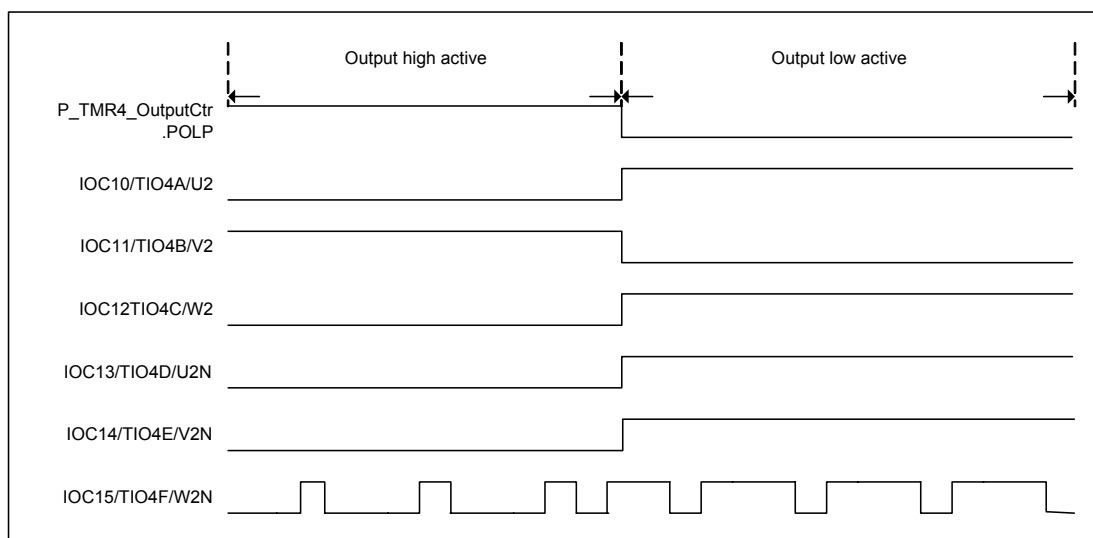 Output high active
Output low active
P_TMR4_OutputCtr
.POLP
IOC10/TIO4A/U2
IOC11/TIO4B/V2
IOC12TIO4C/W2
IOC13/TIO4D/U2N
IOC14/TIO4E/V2N
IOC15/TIO4F/W2N